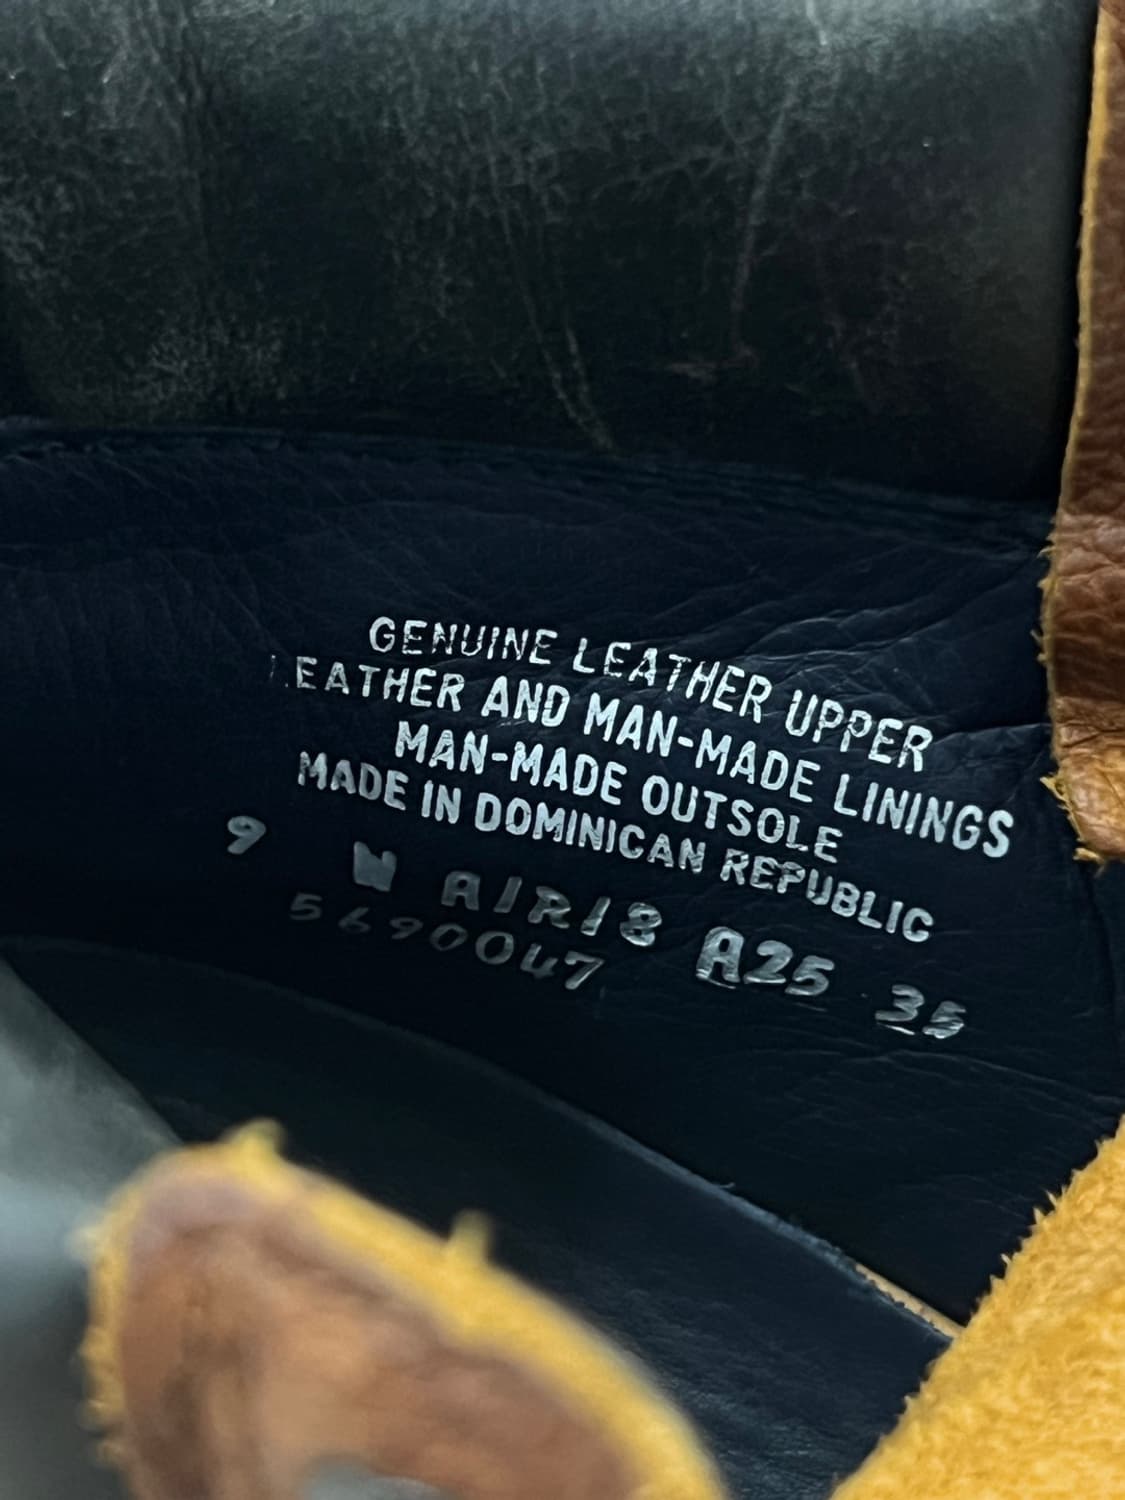 GENUINE LEATHER UPPER
LEATHER AND MAN-MADE LININGS
MAN-MADE OUTSOLE
MADE IN DOMINICAN REPUBLIC
9 W A1R18 A25 35
5690047